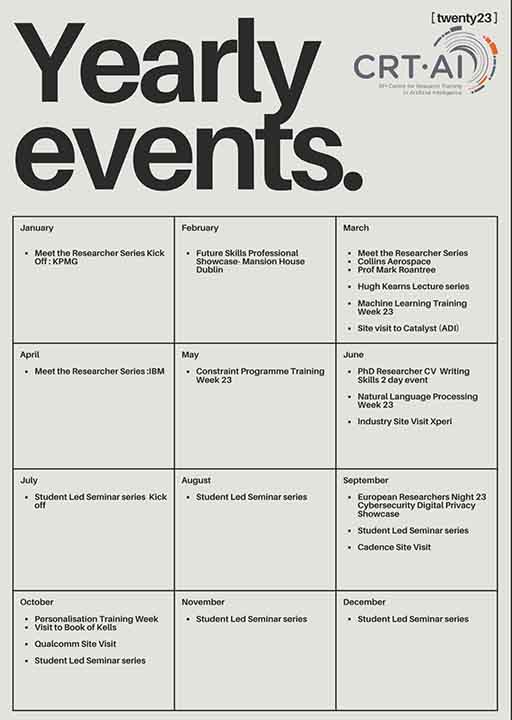 [twenty23]
Yearly
events.
CRT·AI
SFI Centre for Research Training
in Artificial Intelligence
January
• Meet the Researcher Series Kick
Off : KPMG
February
• Future Skills Professional
Showcase- Mansion House
Dublin
March
• Meet the Researcher Series
• Collins Aerospace
• Prof Mark Roantree
• Hugh Kearns Lecture series
• Machine Learning Training
Week 23
• Site visit to Catalyst (ADI)
April
• Meet the Researcher Series :IBM
May
• Constraint Programme Training
Week 23
June
• PhD Researcher CV Writing
Skills 2 day event
• Natural Language Processing
Week 23
• Industry Site Visit Xperi
July
• Student Led Seminar series Kick
off
August
• Student Led Seminar series
September
• European Researchers Night 23
Cybersecurity Digital Privacy
Showcase
• Student Led Seminar series
• Cadence Site Visit
October
• Personalisation Training Week
• Visit to Book of Kells
• Qualcomm Site Visit
• Student Led Seminar series
November
• Student Led Seminar series
December
• Student Led Seminar series